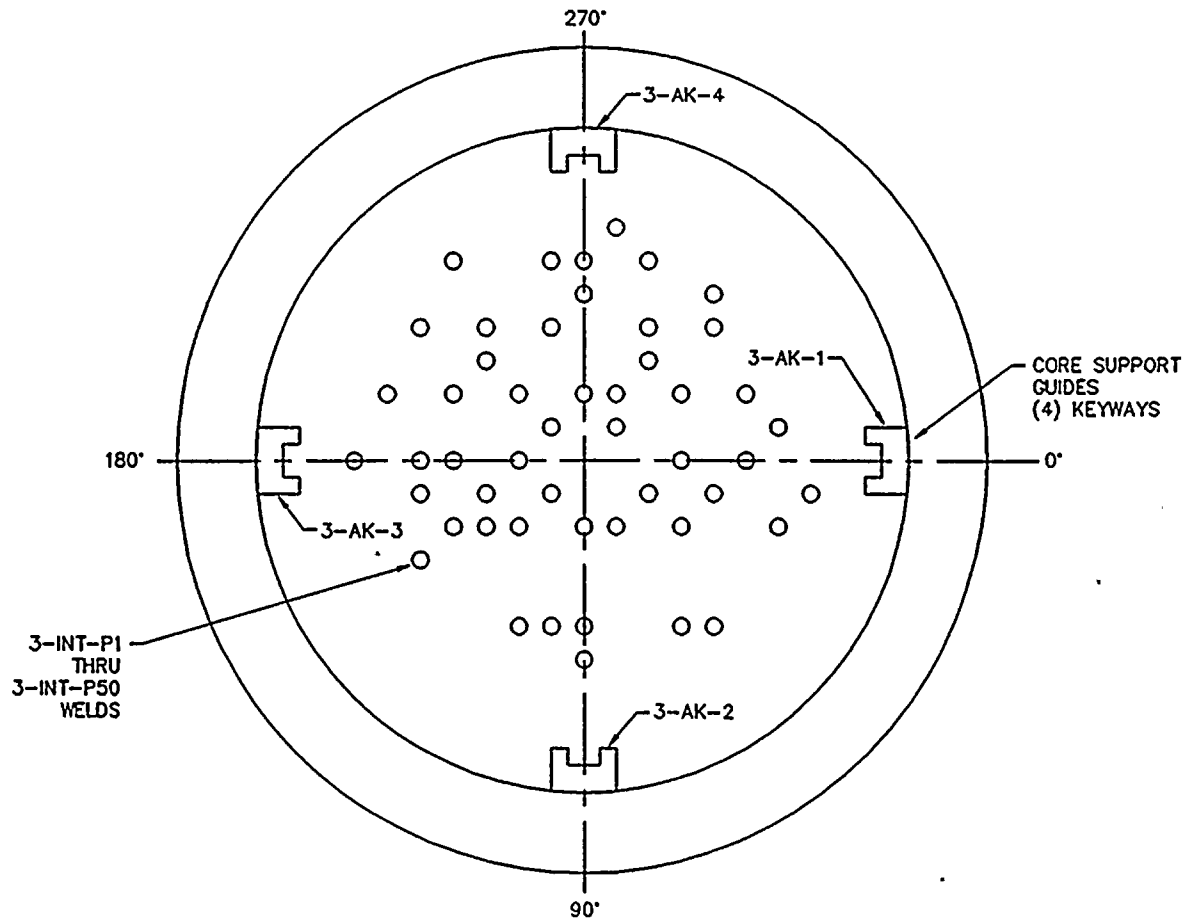 270°
3-AK-4
3-AK-1
CORE SUPPORT
GUIDES
(4) KEYWAYS
180°
0°
3-AK-3
3-INT-P1
THRU
3-INT-P50
WELDS
3-AK-2
90°